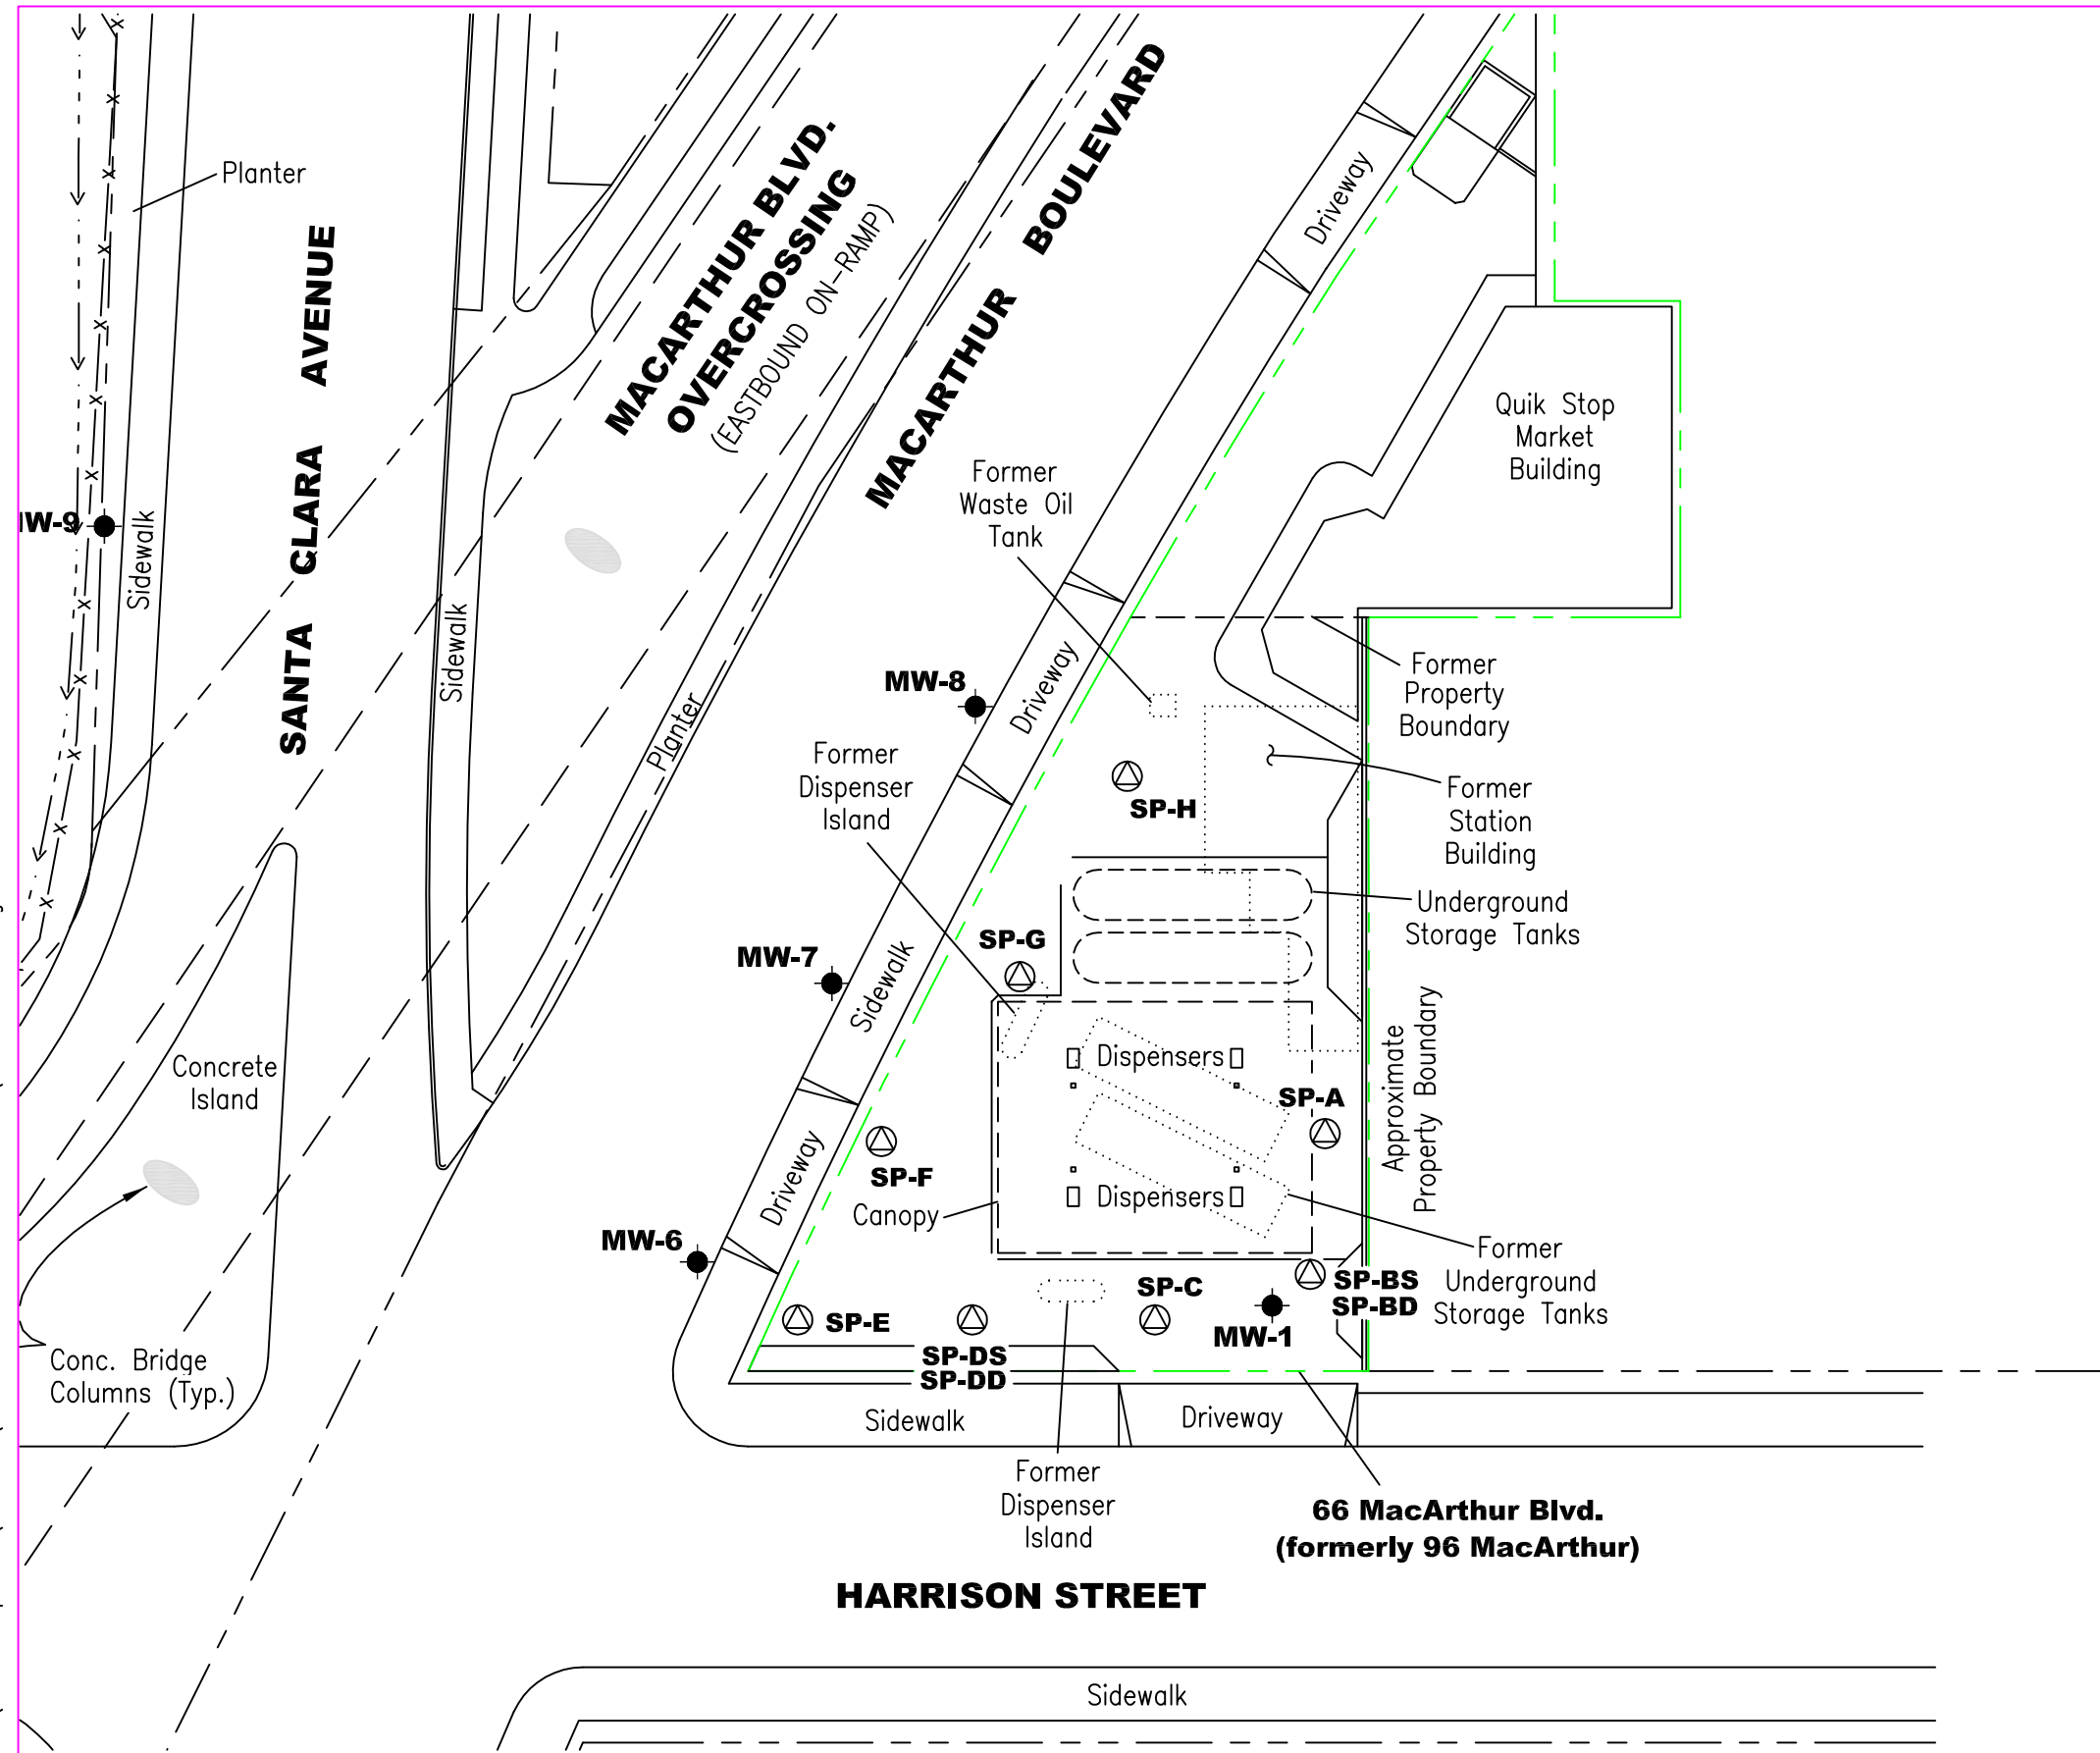 Planter
SANTA CLARA AVENUE
MACARTHUR BLVD.
OVERCROSSING
(EASTBOUND ON-RAMP)
MACARTHUR BOULEVARD
Driveway
Quik Stop
Market
Building
Former
Waste Oil
Tank
IW-9
Sidewalk
Sidewalk
Planter
MW-8
Driveway
Former
Property
Boundary
Former
Dispenser
Island
SP-H
Former
Station
Building
Underground
Storage Tanks
SP-G
MW-7
Sidewalk
Concrete
Island
Dispensers
SP-A
Approximate
Property Boundary
SP-F
Driveway
Canopy
Dispensers
MW-6
Former
Underground
Storage Tanks
SP-BS
SP-BD
SP-C
SP-E
MW-1
SP-DS
SP-DD
Conc. Bridge
Columns (Typ.)
Sidewalk
Driveway
Former
Dispenser
Island
66 MacArthur Blvd.
(formerly 96 MacArthur)
HARRISON STREET
Sidewalk